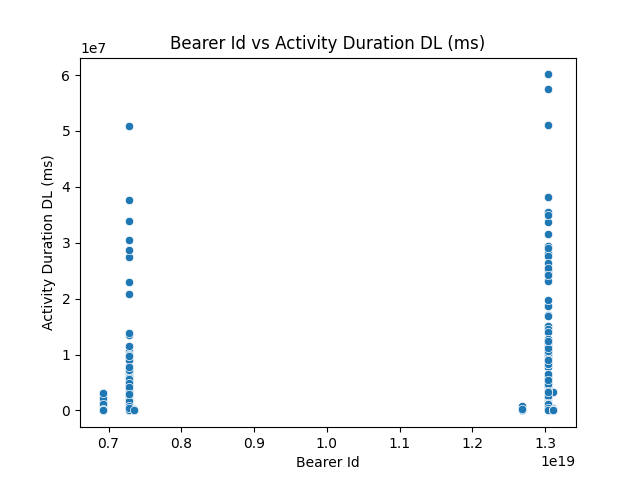 Bearer Id vs Activity Duration DL (ms)
1e7
6
5
4
3
2
1
0
Activity Duration DL (ms)
0.7 0.8 0.9 1.0 1.1 1.2 1.3
1e19
Bearer Id